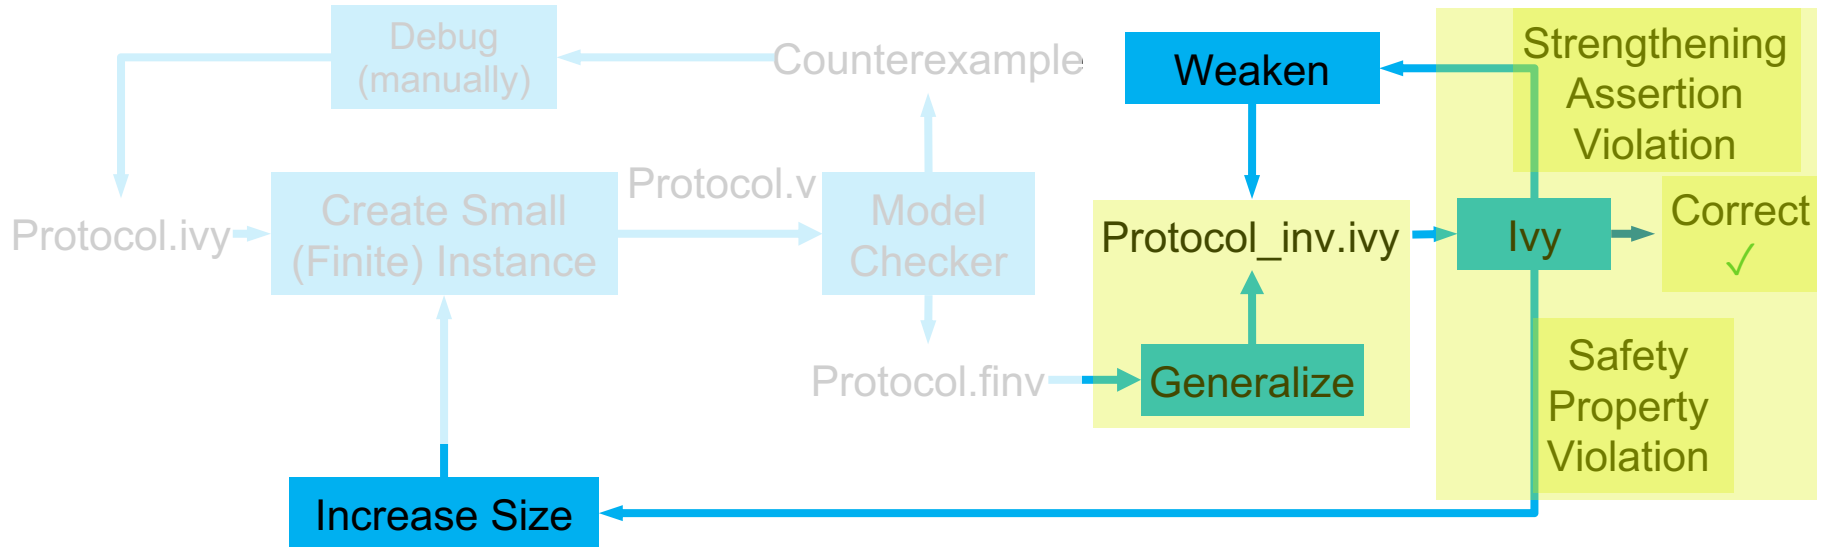 Debug
(manually)
Counterexample
Weaken
Strengthening
Assertion
Violation
Protocol.ivy
Create Small
(Finite) Instance
Protocol.v
Model
Checker
Protocol_inv.ivy
Ivy
Correct
✓
Protocol.finv
Generalize
Safety
Property
Violation
Increase Size